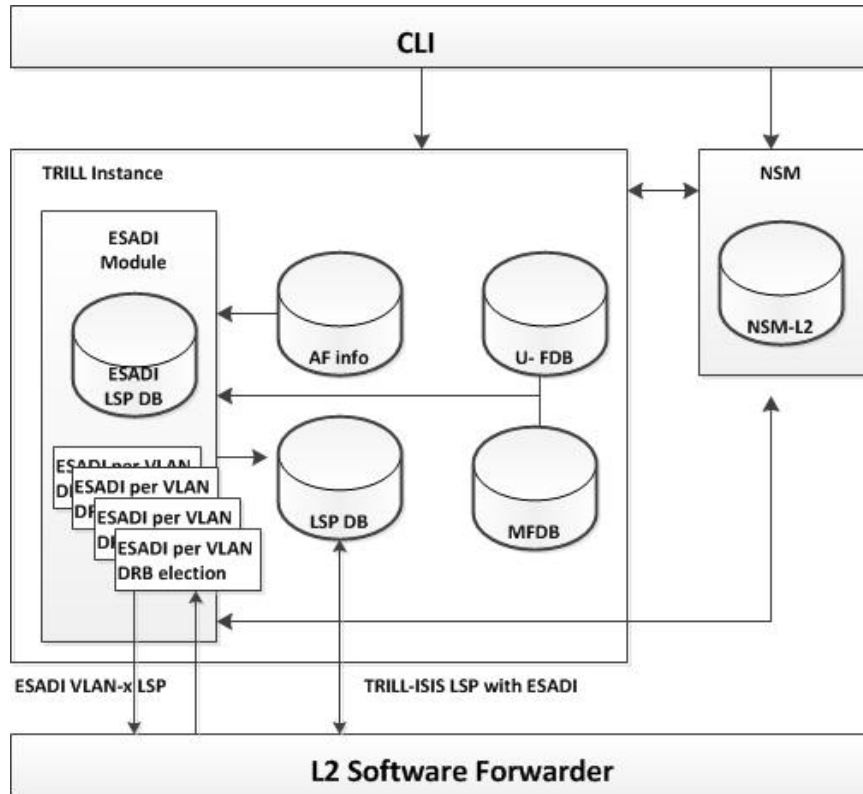 CLI
TRILL Instance
NSM
ESADI
Module
ESADI
LSP DB
AF info
U- FDB
NSM-L2
ESADI per VLAN
ESADI per VLAN
ESADI per VLAN
ESADI per VLAN
DRB election
LSP DB
MFDB
ESADI VLAN-x LSP
TRILL-ISIS LSP with ESADI
L2 Software Forwarder